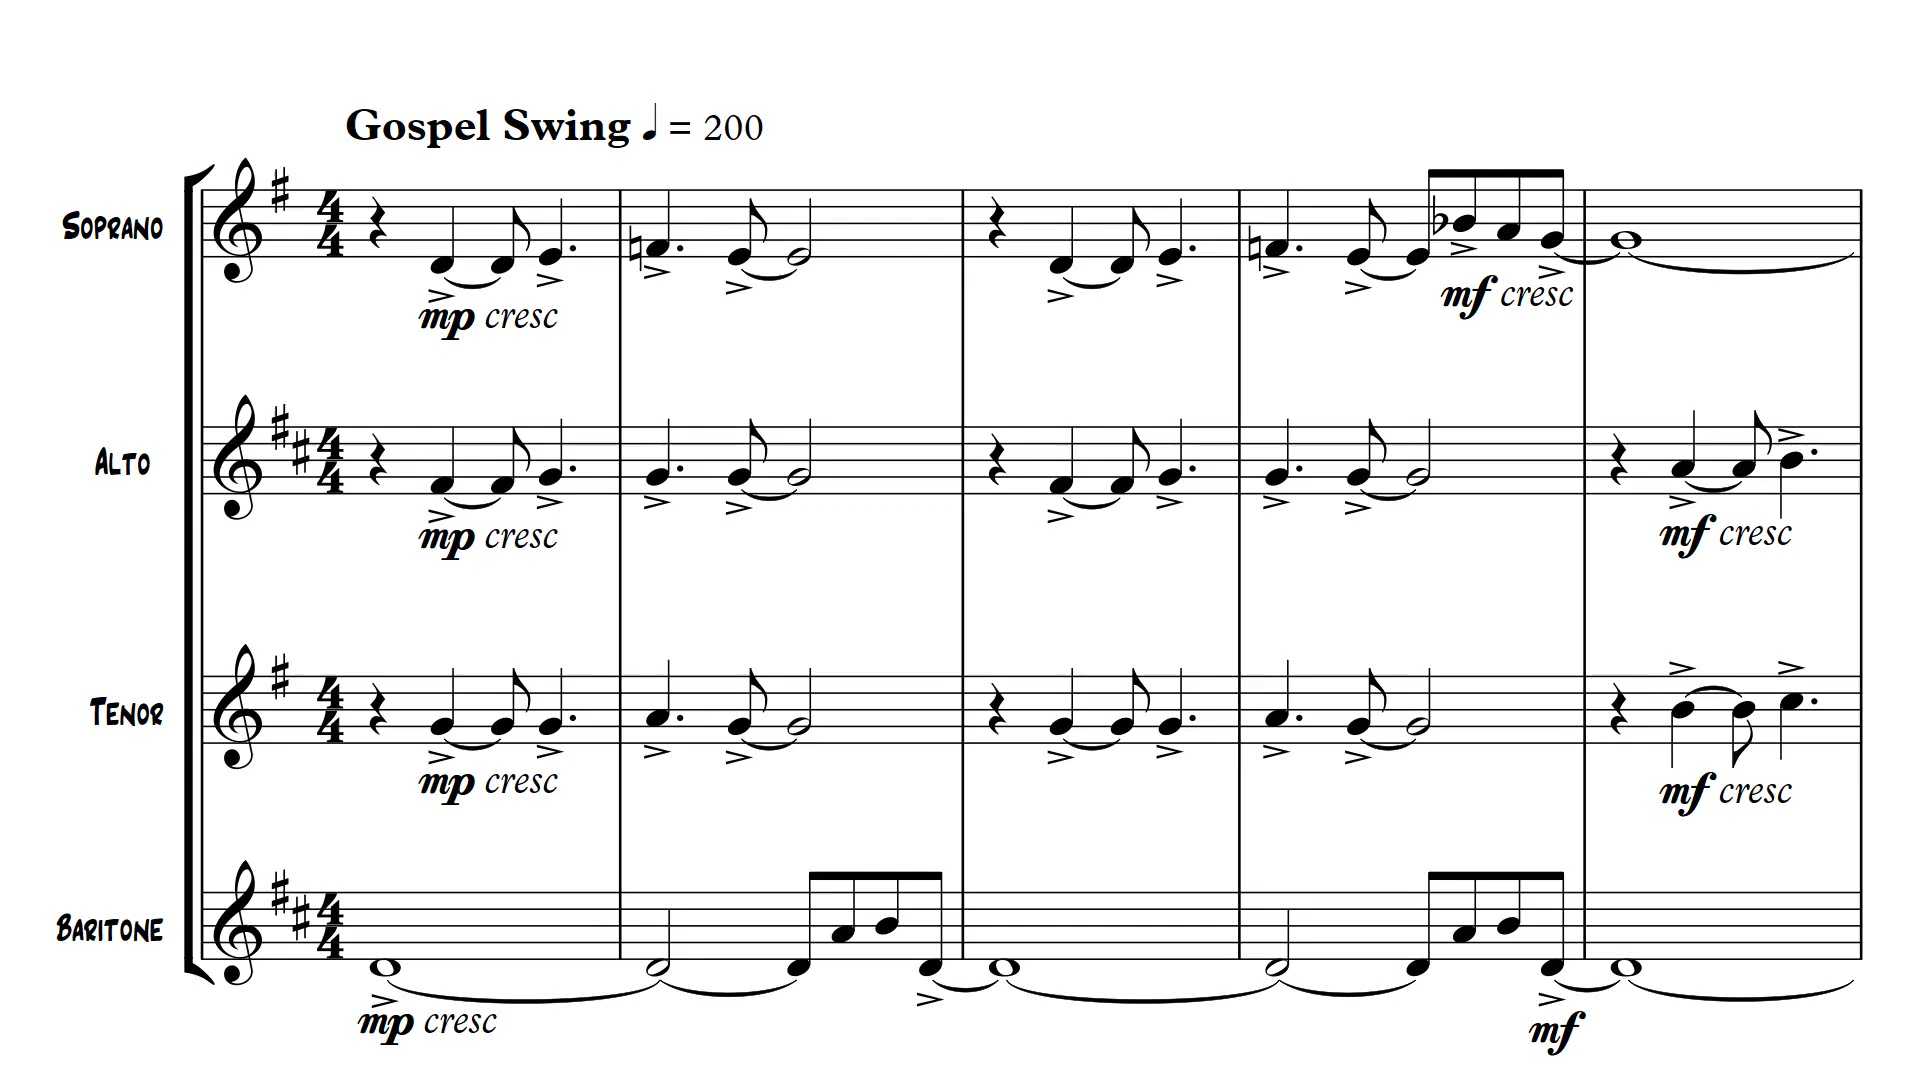 Gospel Swing ♩ = 200
Soprano
mp cresc
mf cresc
Alto
mp cresc
mf cresc
Tenor
mp cresc
mf cresc
Baritone
mp cresc
mf